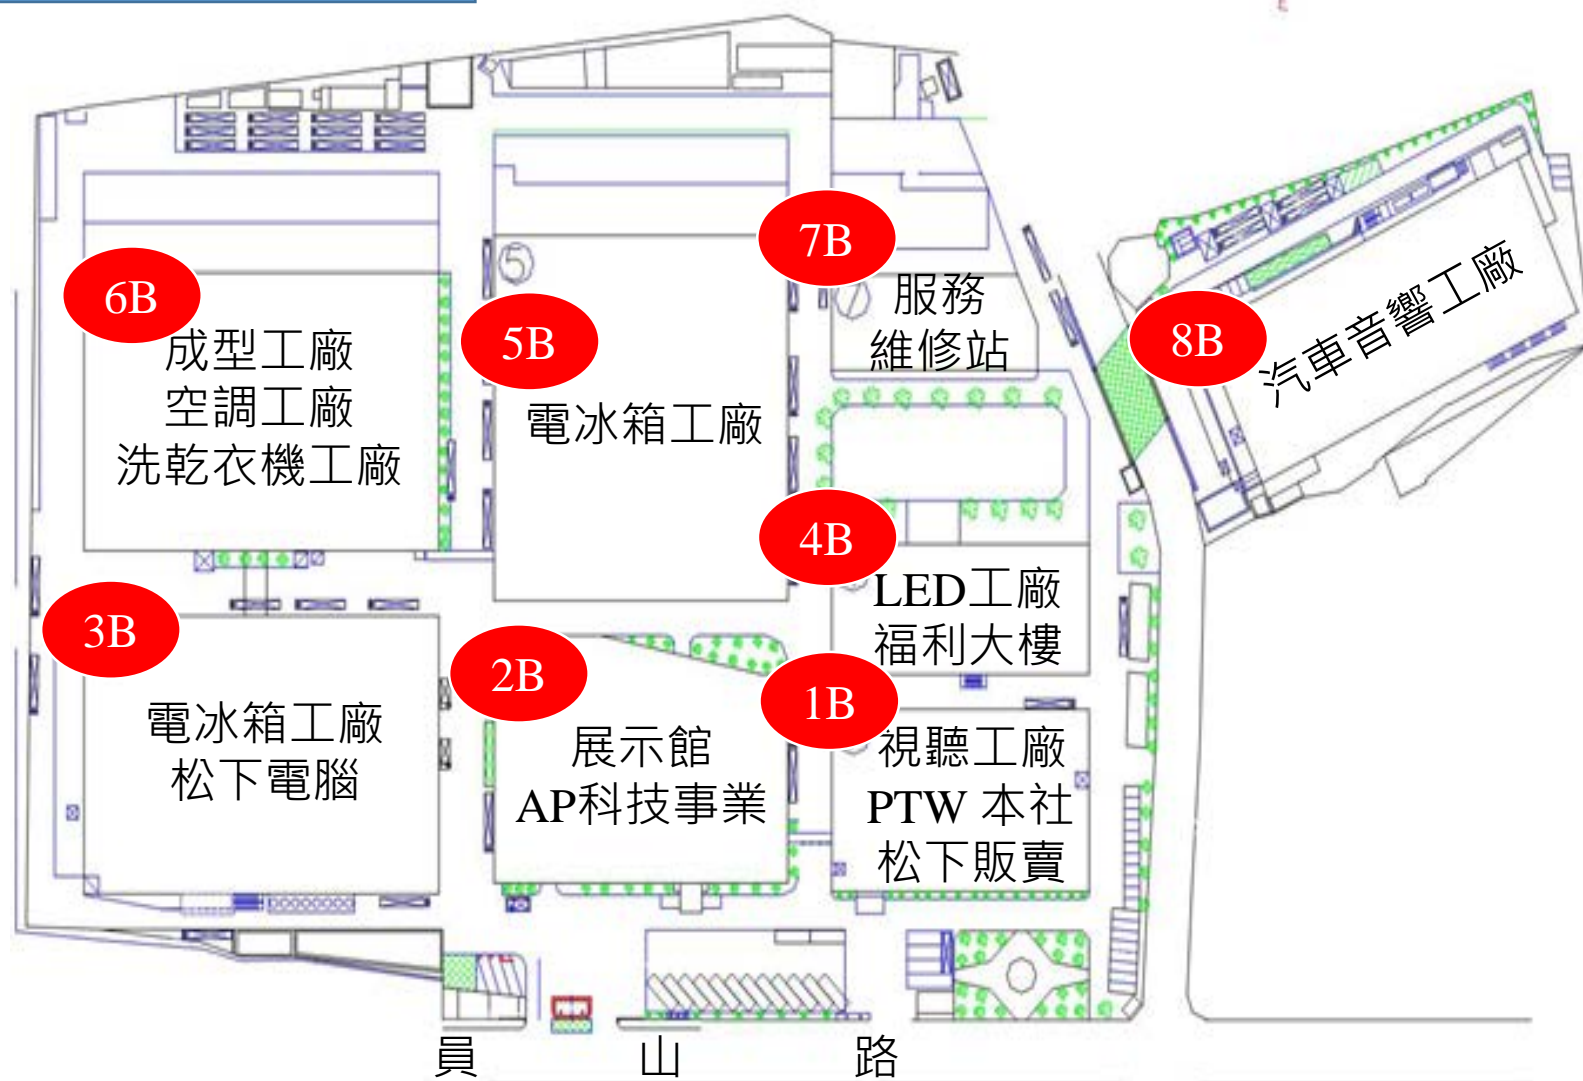 7B
服務
維修站
6B
成型工廠
空調工廠
洗乾衣機工廠
5
5B
電冰箱工廠
8B
汽車音響工廠
4B
LED工廠
福利大樓
3B
電冰箱工廠
松下電腦
2B
展示館
AP科技事業
1B
視聽工廠
PTW 本社
松下販賣
員山路